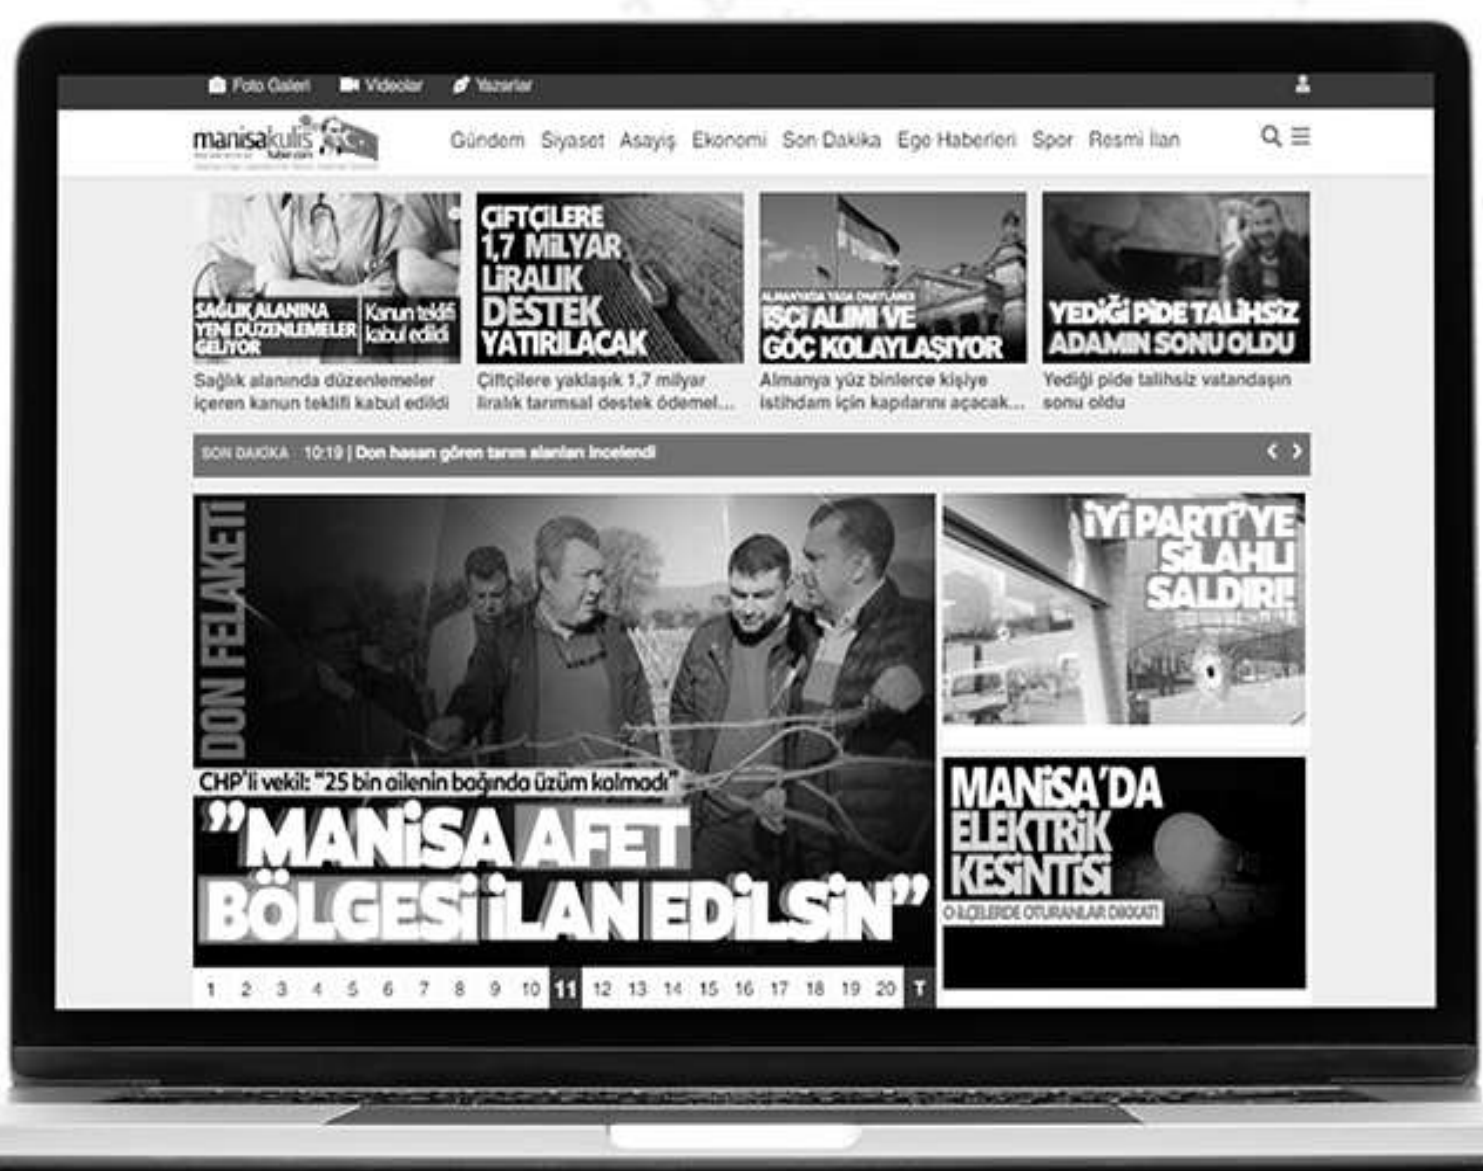 Foto Galeri Videolar Yazarlar
manisakulis
haber.com
Gündem Siyaset Asayiş Ekonomi Son Dakika Ege Haberleri Spor Resmi İlan
SAĞLIK ALANINA
YENİ DÜZENLEMELER
GELİYOR
Kanun teklifi
kabul edildi
Sağlık alanında düzenlemeler
içeren kanun teklifi kabul edildi
ÇİFTÇİLERE
1,7 MİLYAR
LİRALIK
DESTEK
YATIRILACAK
Çiftçilere yaklaşık 1,7 milyar
liralık tarımsal destek ödemel...
ALMANYA'DA YASA ONAYLANDI
İŞÇİ ALIMI VE
GÖÇ KOLAYLAŞIYOR
Almanya yüz binlerce kişiye
istihdam için kapılarını açacak...
YEDİĞİ PİDE TALİHSİZ
ADAMIN SONU OLDU
Yediği pide talihsiz vatandaşın
sonu oldu
SON DAKİKA 10:19 | Don hasarı gören tarım alanları incelendi
DON FELAKETİ
CHP'li vekil: "25 bin ailenin bağında üzüm kalmadı"
"MANİSA AFET
BÖLGESİ İLAN EDİLSİN"
1 2 3 4 5 6 7 8 9 10 11 12 13 14 15 16 17 18 19 20 T
İYİ PARTİ'YE
SİLAHLI
SALDIRI!
MANİSA'DA
ELEKTRİK
KESİNTİSİ
O İLÇELERDE OTURANLAR DİKKAT!